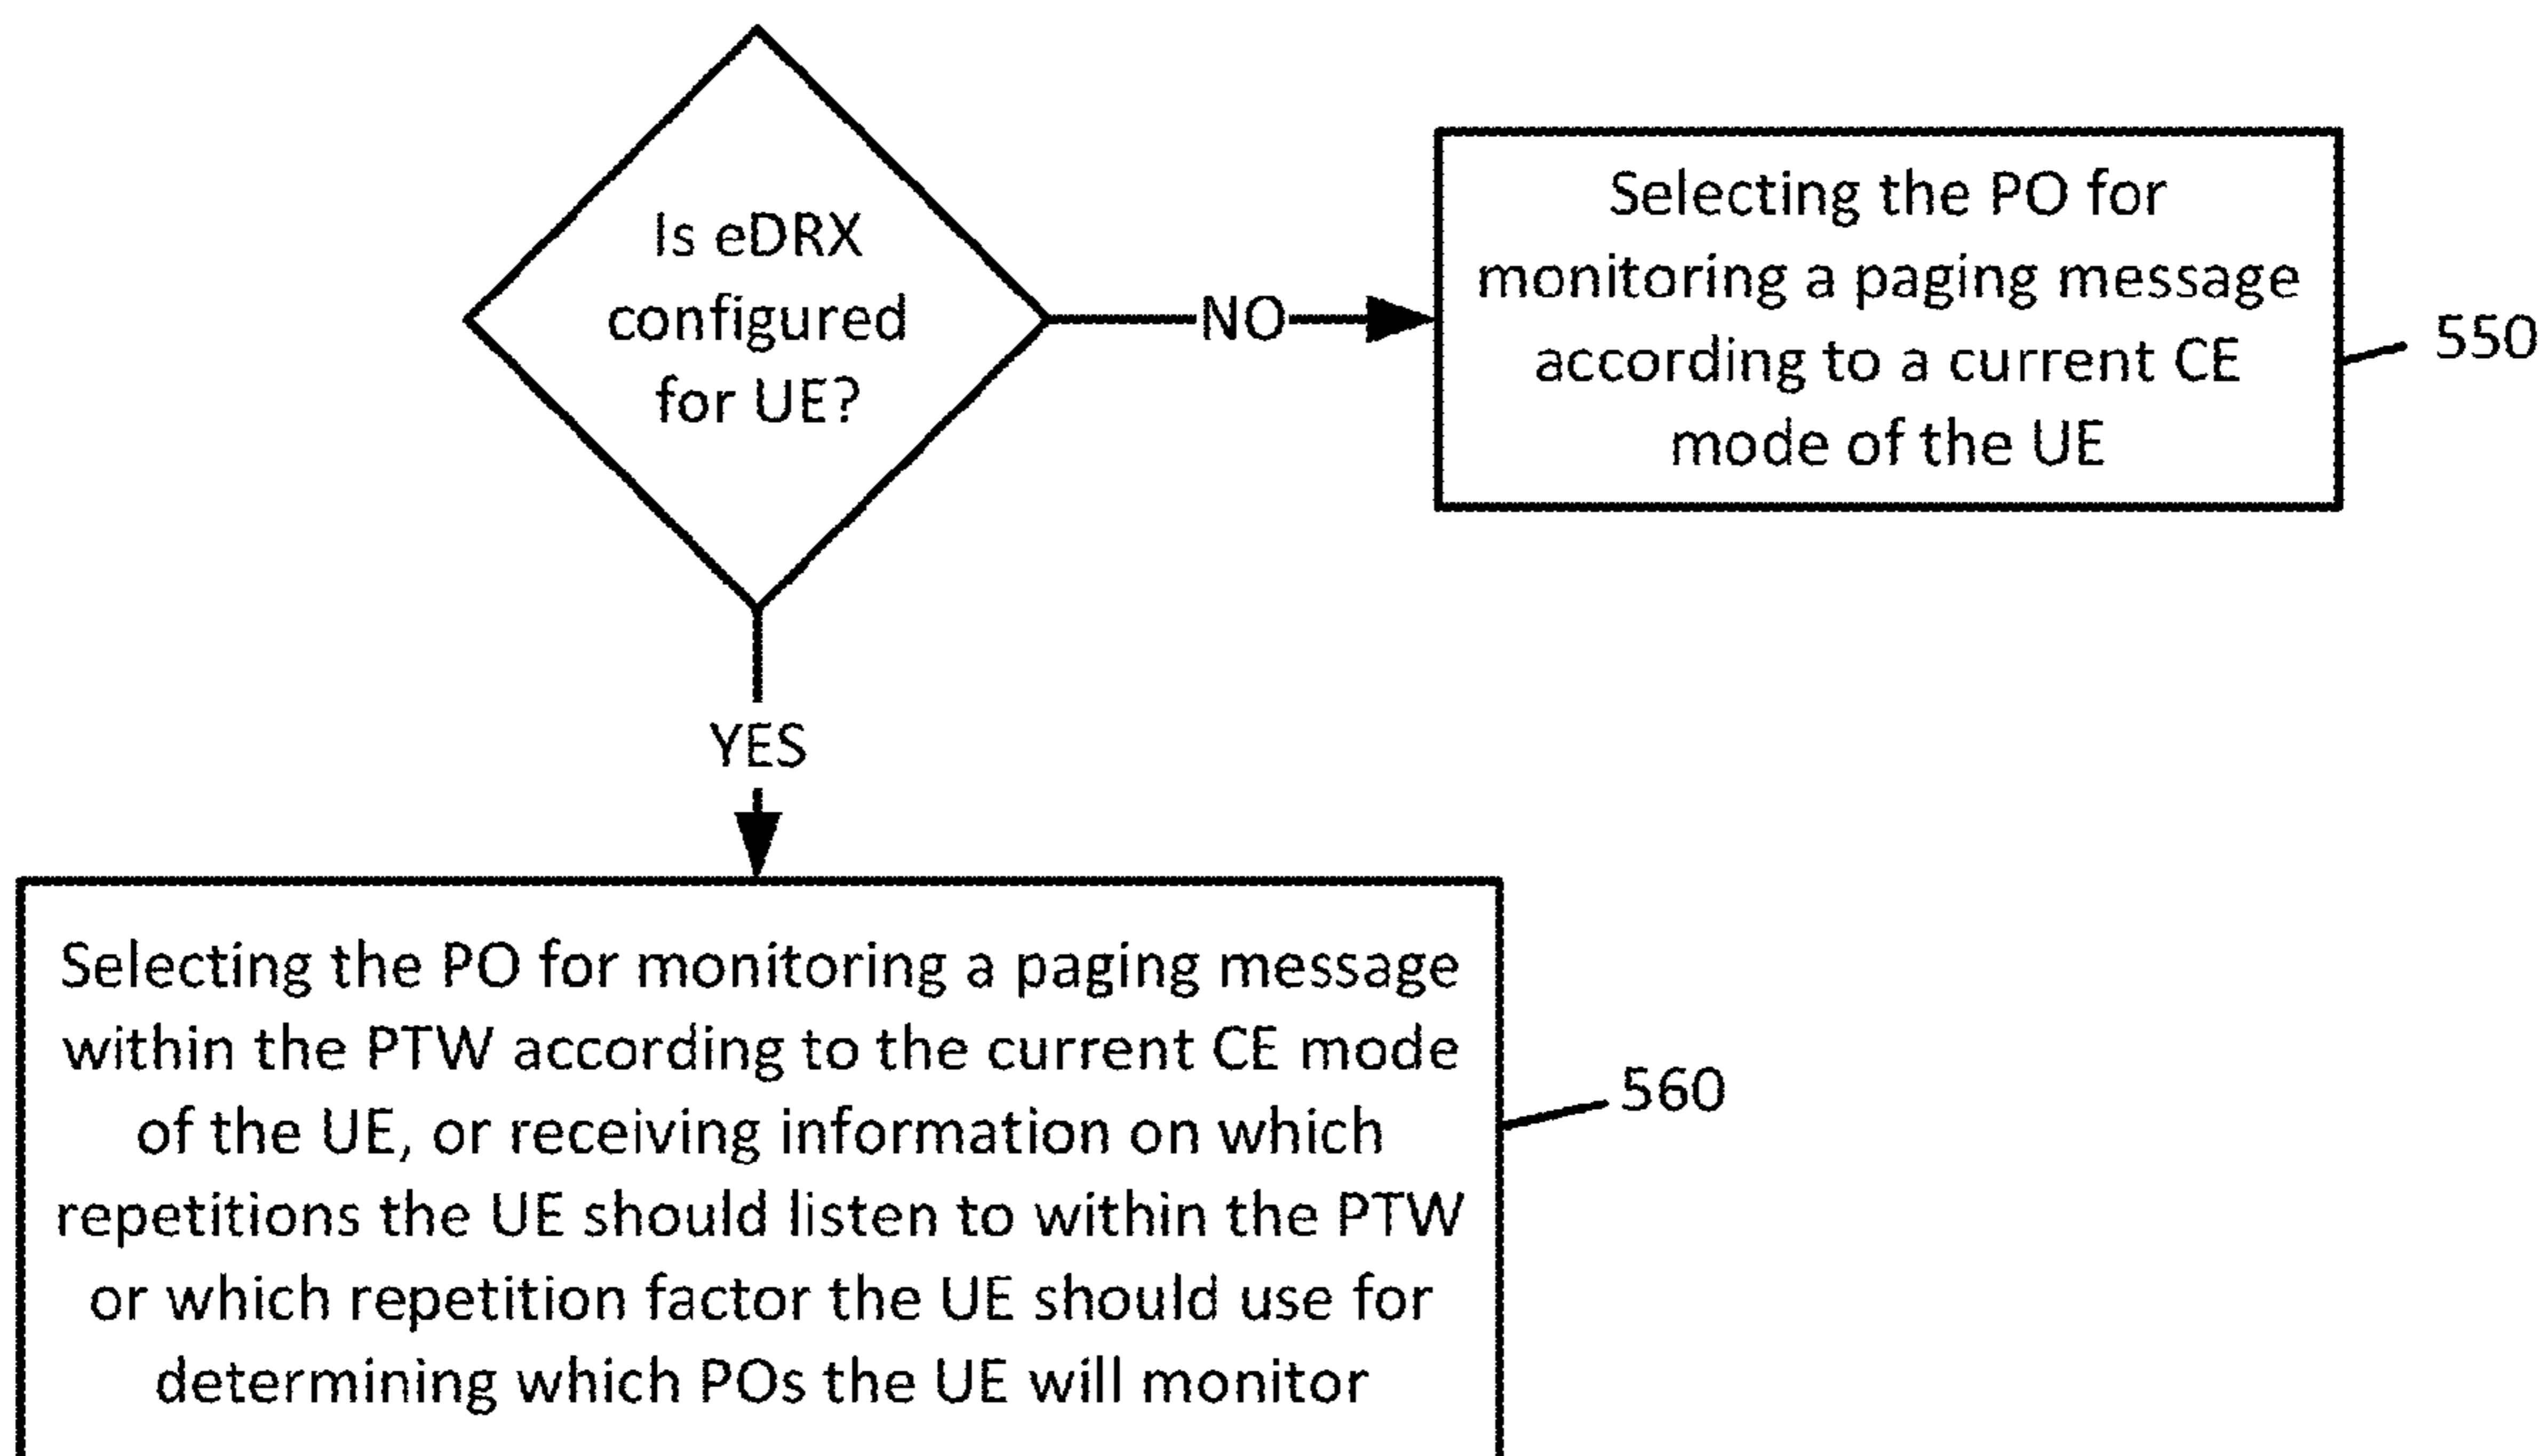 Is eDRX
configured
for UE?
NO
Selecting the PO for
monitoring a paging message
according to a current CE
mode of the UE
550
YES
Selecting the PO for monitoring a paging message
within the PTW according to the current CE mode
of the UE, or receiving information on which
repetitions the UE should listen to within the PTW
or which repetition factor the UE should use for
determining which POs the UE will monitor
560